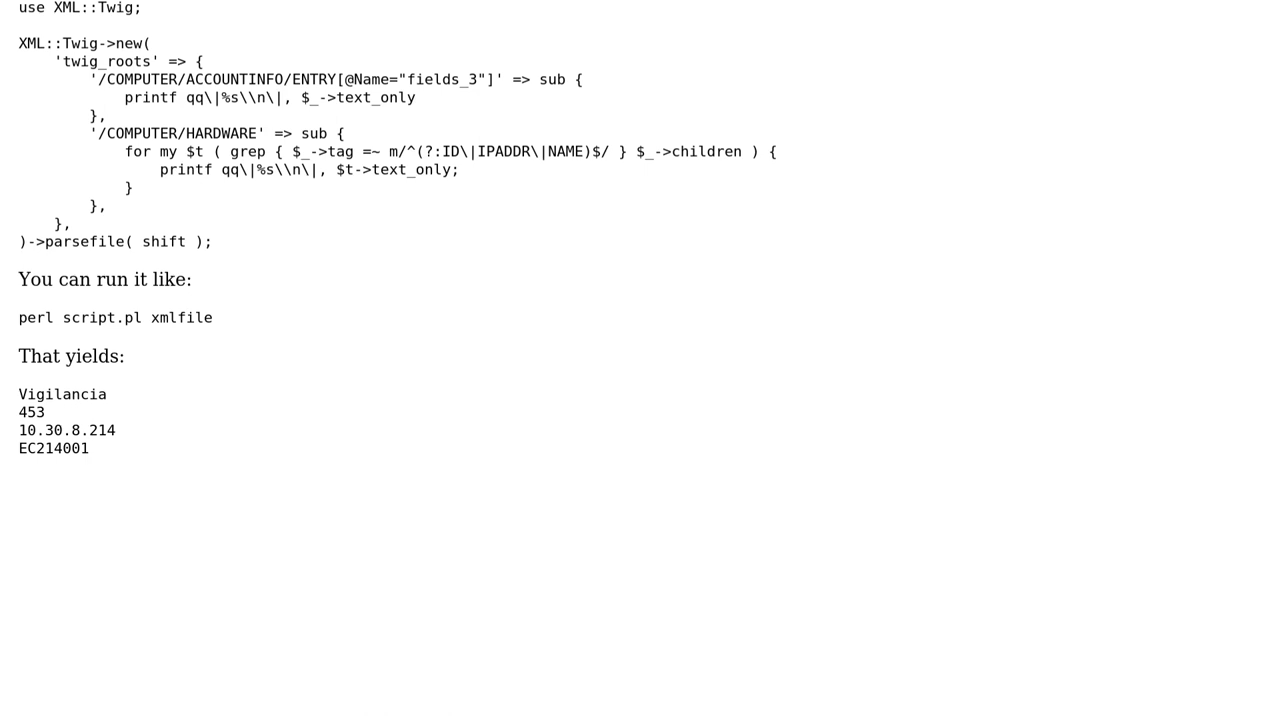 use XML::Twig;
XML::Twig->new(
    'twig_roots' => {
        '/COMPUTER/ACCOUNTINFO/ENTRY[@Name="fields_3"]' => sub {
            printf qq\|%s\\n\|, $_->text_only
        },
        '/COMPUTER/HARDWARE' => sub {
            for my $t ( grep { $_->tag =~ m/^(?:ID\|IPADDR\|NAME)$/ } $_->children ) {
                printf qq\|%s\\n\|, $t->text_only;
            }
        },
    },
)->parsefile( shift );
You can run it like:
perl script.pl xmlfile
That yields:
Vigilancia
453
10.30.8.214
EC214001